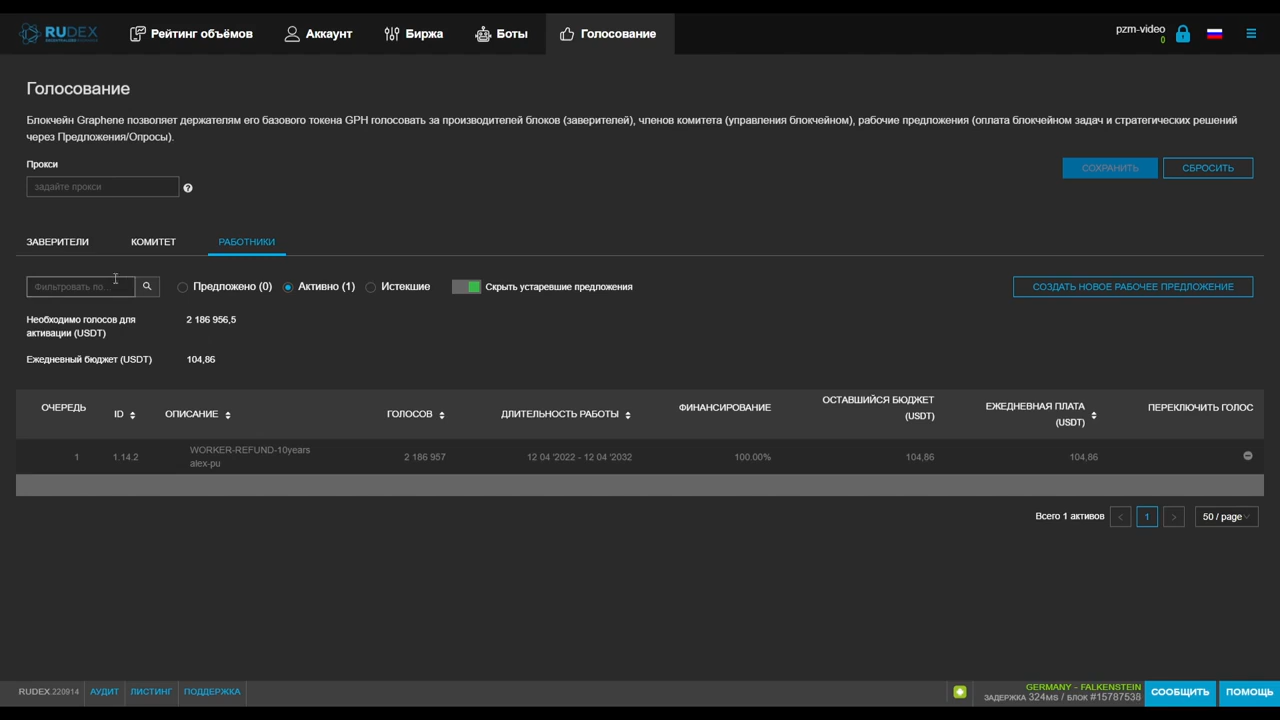 RUDEX
Рейтинг объёмов
Аккаунт
Биржа
Боты
Голосование
pzm-video
0
Голосование
Блокчейн Graphene позволяет держателям его базового токена GPH голосовать за производителей блоков (заверителей), членов комитета (управления блокчейном), рабочие предложения (оплата блокчейном задач и стратегических решений
через Предложения/Опросы).
Прокси
задайте прокси
СОХРАНИТЬ
СБРОСИТЬ
ЗАВЕРИТЕЛИ
КОМИТЕТ
РАБОТНИКИ
Фильтровать по...
Предложено (0)
Активно (1)
Истекшие
Скрыть устаревшие предложения
СОЗДАТЬ НОВОЕ РАБОЧЕЕ ПРЕДЛОЖЕНИЕ
Необходимо голосов для
активации (USDT)
2 186 956,5
Ежедневный бюджет (USDT)
104,86
ОЧЕРЕДЬ
ID
ОПИСАНИЕ
ГОЛОСОВ
ДЛИТЕЛЬНОСТЬ РАБОТЫ
ФИНАНСИРОВАНИЕ
ОСТАВШИЙСЯ БЮДЖЕТ
(USDT)
ЕЖЕДНЕВНАЯ ПЛАТА
(USDT)
ПЕРЕКЛЮЧИТЬ ГОЛОС
1
1.14.2
WORKER-REFUND-10years
alex-pu
2 186 957
12 04 '2022 - 12 04 '2032
100.00%
104,86
104,86
Всего 1 активов
<
1
>
50 / page
RUDEX.220914
АУДИТ
ЛИСТИНГ
ПОДДЕРЖКА
GERMANY - FALKENSTEIN
ЗАДЕРЖКА 324MS / БЛОК #15787538
СООБЩИТЬ
ПОМОЩЬ